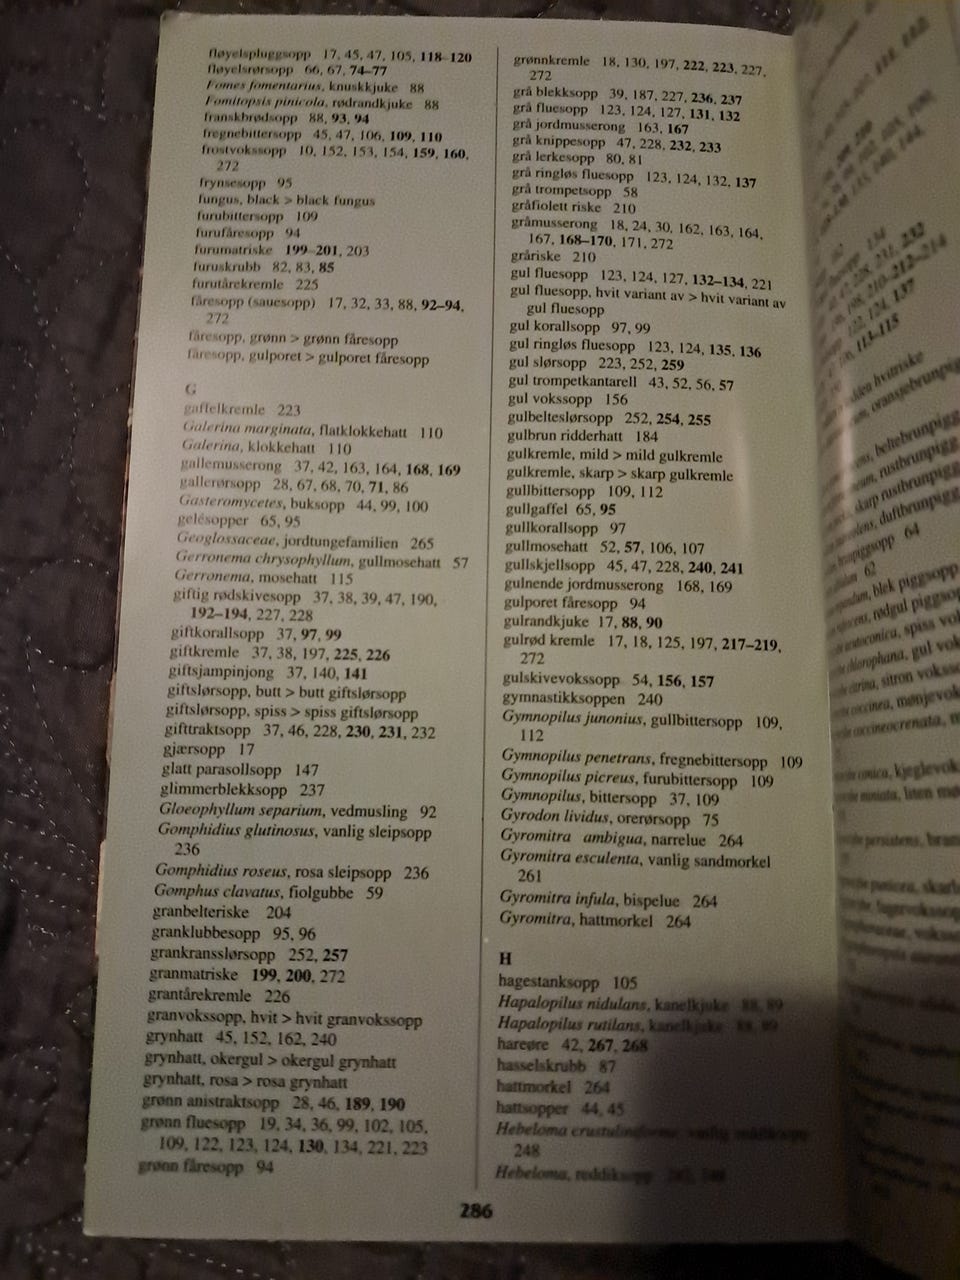 fløyelspluggsopp 17, 45, 47, 105, 118–120
fløyelsrørsopp 66, 67, 74–77
Fomes fomentarius, knuskkjuke 88
Fomitopsis pinicola, rødrandkjuke 88
franskbrødsopp 88, 93, 94
fregnebittersopp 45, 47, 106, 109, 110
frostvokssopp 10, 152, 153, 154, 159, 160,
272
frynsesopp 95
fungus, black > black fungus
furubittersopp 109
furufåresopp 94
furumatriske 199–201, 203
furuskrubb 82, 83, 85
furutårekremle 225
fåresopp (sauesopp) 17, 32, 33, 88, 92–94,
272
fåresopp, grønn > grønn fåresopp
fåresopp, gulporet > gulporet fåresopp
G
gaffelkremle 223
Galerina marginata, flatklokkehatt 110
Galerina, klokkehatt 110
gallemusserong 37, 42, 163, 164, 168, 169
gallerørsopp 28, 67, 68, 70, 71, 86
Gasteromycetes, buksopp 44, 99, 100
gelésopper 65, 95
Geoglossaceae, jordtungefamilien 265
Gerronema chrysophyllum, gullmosehatt 57
Gerronema, mosehatt 115
giftig rødskivesopp 37, 38, 39, 47, 190,
192–194, 227, 228
giftkorallsopp 37, 97, 99
giftkremle 37, 38, 197, 225, 226
giftsjampinjong 37, 140, 141
giftslørsopp, butt > butt giftslørsopp
giftslørsopp, spiss > spiss giftslørsopp
gifttraktsopp 37, 46, 228, 230, 231, 232
gjærsopp 17
glatt parasollsopp 147
glimmerblekksopp 237
Gloeophyllum separium, vedmusling 92
Gomphidius glutinosus, vanlig sleipsopp
236
Gomphidius roseus, rosa sleipsopp 236
Gomphus clavatus, fiolgubbe 59
granbelteriske 204
granklubbesopp 95, 96
grankransslørsopp 252, 257
granmatriske 199, 200, 272
grantårekremle 226
granvokssopp, hvit > hvit granvokssopp
grynhatt 45, 152, 162, 240
grynhatt, okergul > okergul grynhatt
grynhatt, rosa > rosa grynhatt
grønn anistraktsopp 28, 46, 189, 190
grønn fluesopp 19, 34, 36, 99, 102, 105,
109, 122, 123, 124, 130, 134, 221, 223
grønn fåresopp 94
grønnkremle 18, 130, 197, 222, 223, 227,
272
grå blekksopp 39, 187, 227, 236, 237
grå fluesopp 123, 124, 127, 131, 132
grå jordmusserong 163, 167
grå knippesopp 47, 228, 232, 233
grå lerkesopp 80, 81
grå ringløs fluesopp 123, 124, 132, 137
grå trompetsopp 58
gråfiolett riske 210
gråmusserong 18, 24, 30, 162, 163, 164,
167, 168–170, 171, 272
gråriske 210
gul fluesopp 123, 124, 127, 132–134, 221
gul fluesopp, hvit variant av > hvit variant av
gul fluesopp
gul korallsopp 97, 99
gul ringløs fluesopp 123, 124, 135, 136
gul slørsopp 223, 252, 259
gul trompetkantarell 43, 52, 56, 57
gul vokssopp 156
gulbelteslørsopp 252, 254, 255
gulbrun ridderhatt 184
gulkremle, mild > mild gulkremle
gulkremle, skarp > skarp gulkremle
gullbittersopp 109, 112
gullgaffel 65, 95
gullkorallsopp 97
gullmosehatt 52, 57, 106, 107
gullskjellsopp 45, 47, 228, 240, 241
gulnende jordmusserong 168, 169
gulporet fåresopp 94
gulrandkjuke 17, 88, 90
gulrød kremle 17, 18, 125, 197, 217–219,
272
gulskivevokssopp 54, 156, 157
gymnastikksoppen 240
Gymnopilus junonius, gullbittersopp 109,
112
Gymnopilus penetrans, fregnebittersopp 109
Gymnopilus picreus, furubittersopp 109
Gymnopilus, bittersopp 37, 109
Gyrodon lividus, orerørsopp 75
Gyromitra ambigua, narrelue 264
Gyromitra esculenta, vanlig sandmorkel
261
Gyromitra infula, bispelue 264
Gyromitra, hattmorkel 264
H
hagestanksopp 105
Hapalopilus nidulans, kanelkjuke 88, 89
Hapalopilus rutilans, kanelkjuke 88, 89
hareøre 42, 267, 268
hasselskrubb 87
hattmorkel 264
hattsopper 44, 45
Hebeloma crustuliniforme, vanlig
248
Hebeloma, reddiksopp
286